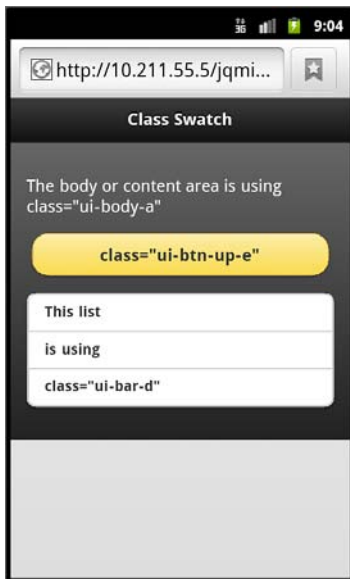 3G 9:04
http://10.211.55.5/jqmi...
Class Swatch
The body or content area is using
class="ui-body-a"
class="ui-btn-up-e"
This list
is using
class="ui-bar-d"